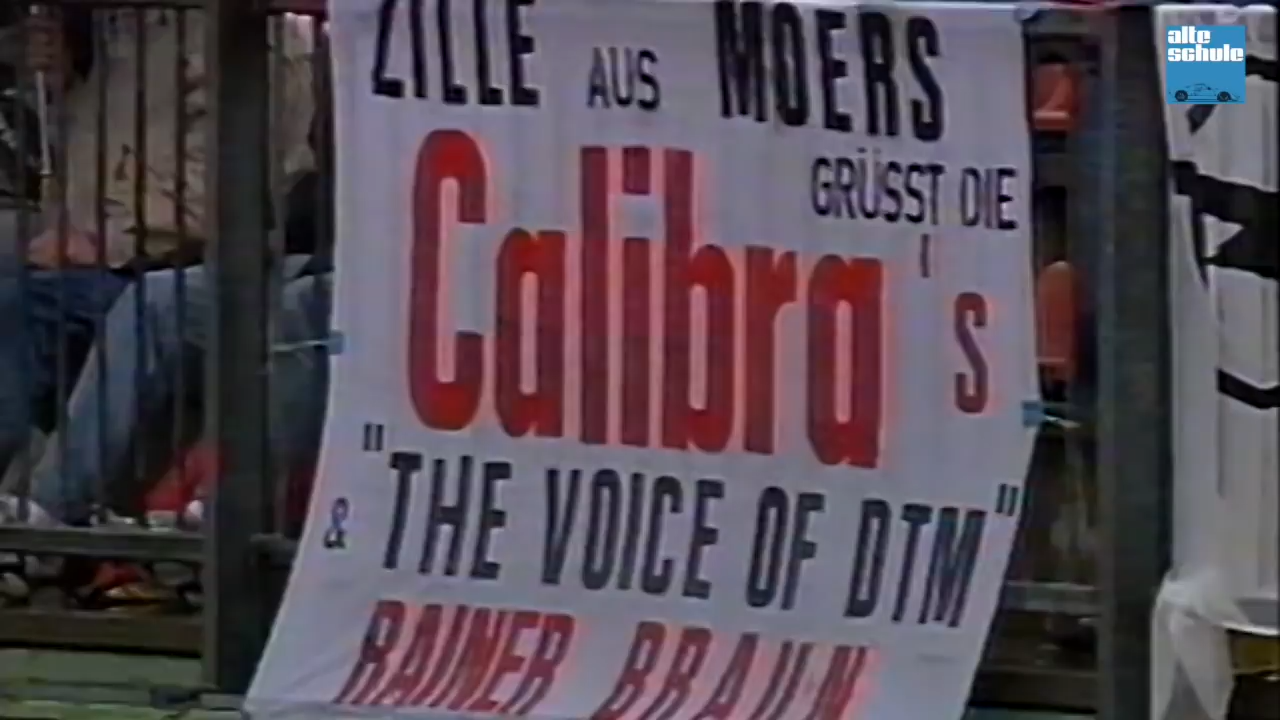 alte
schule
ZILLE AUS MOERS
GRÜSST DIE
Calibra's
& "THE VOICE OF DTM"
RAINER BRAUN